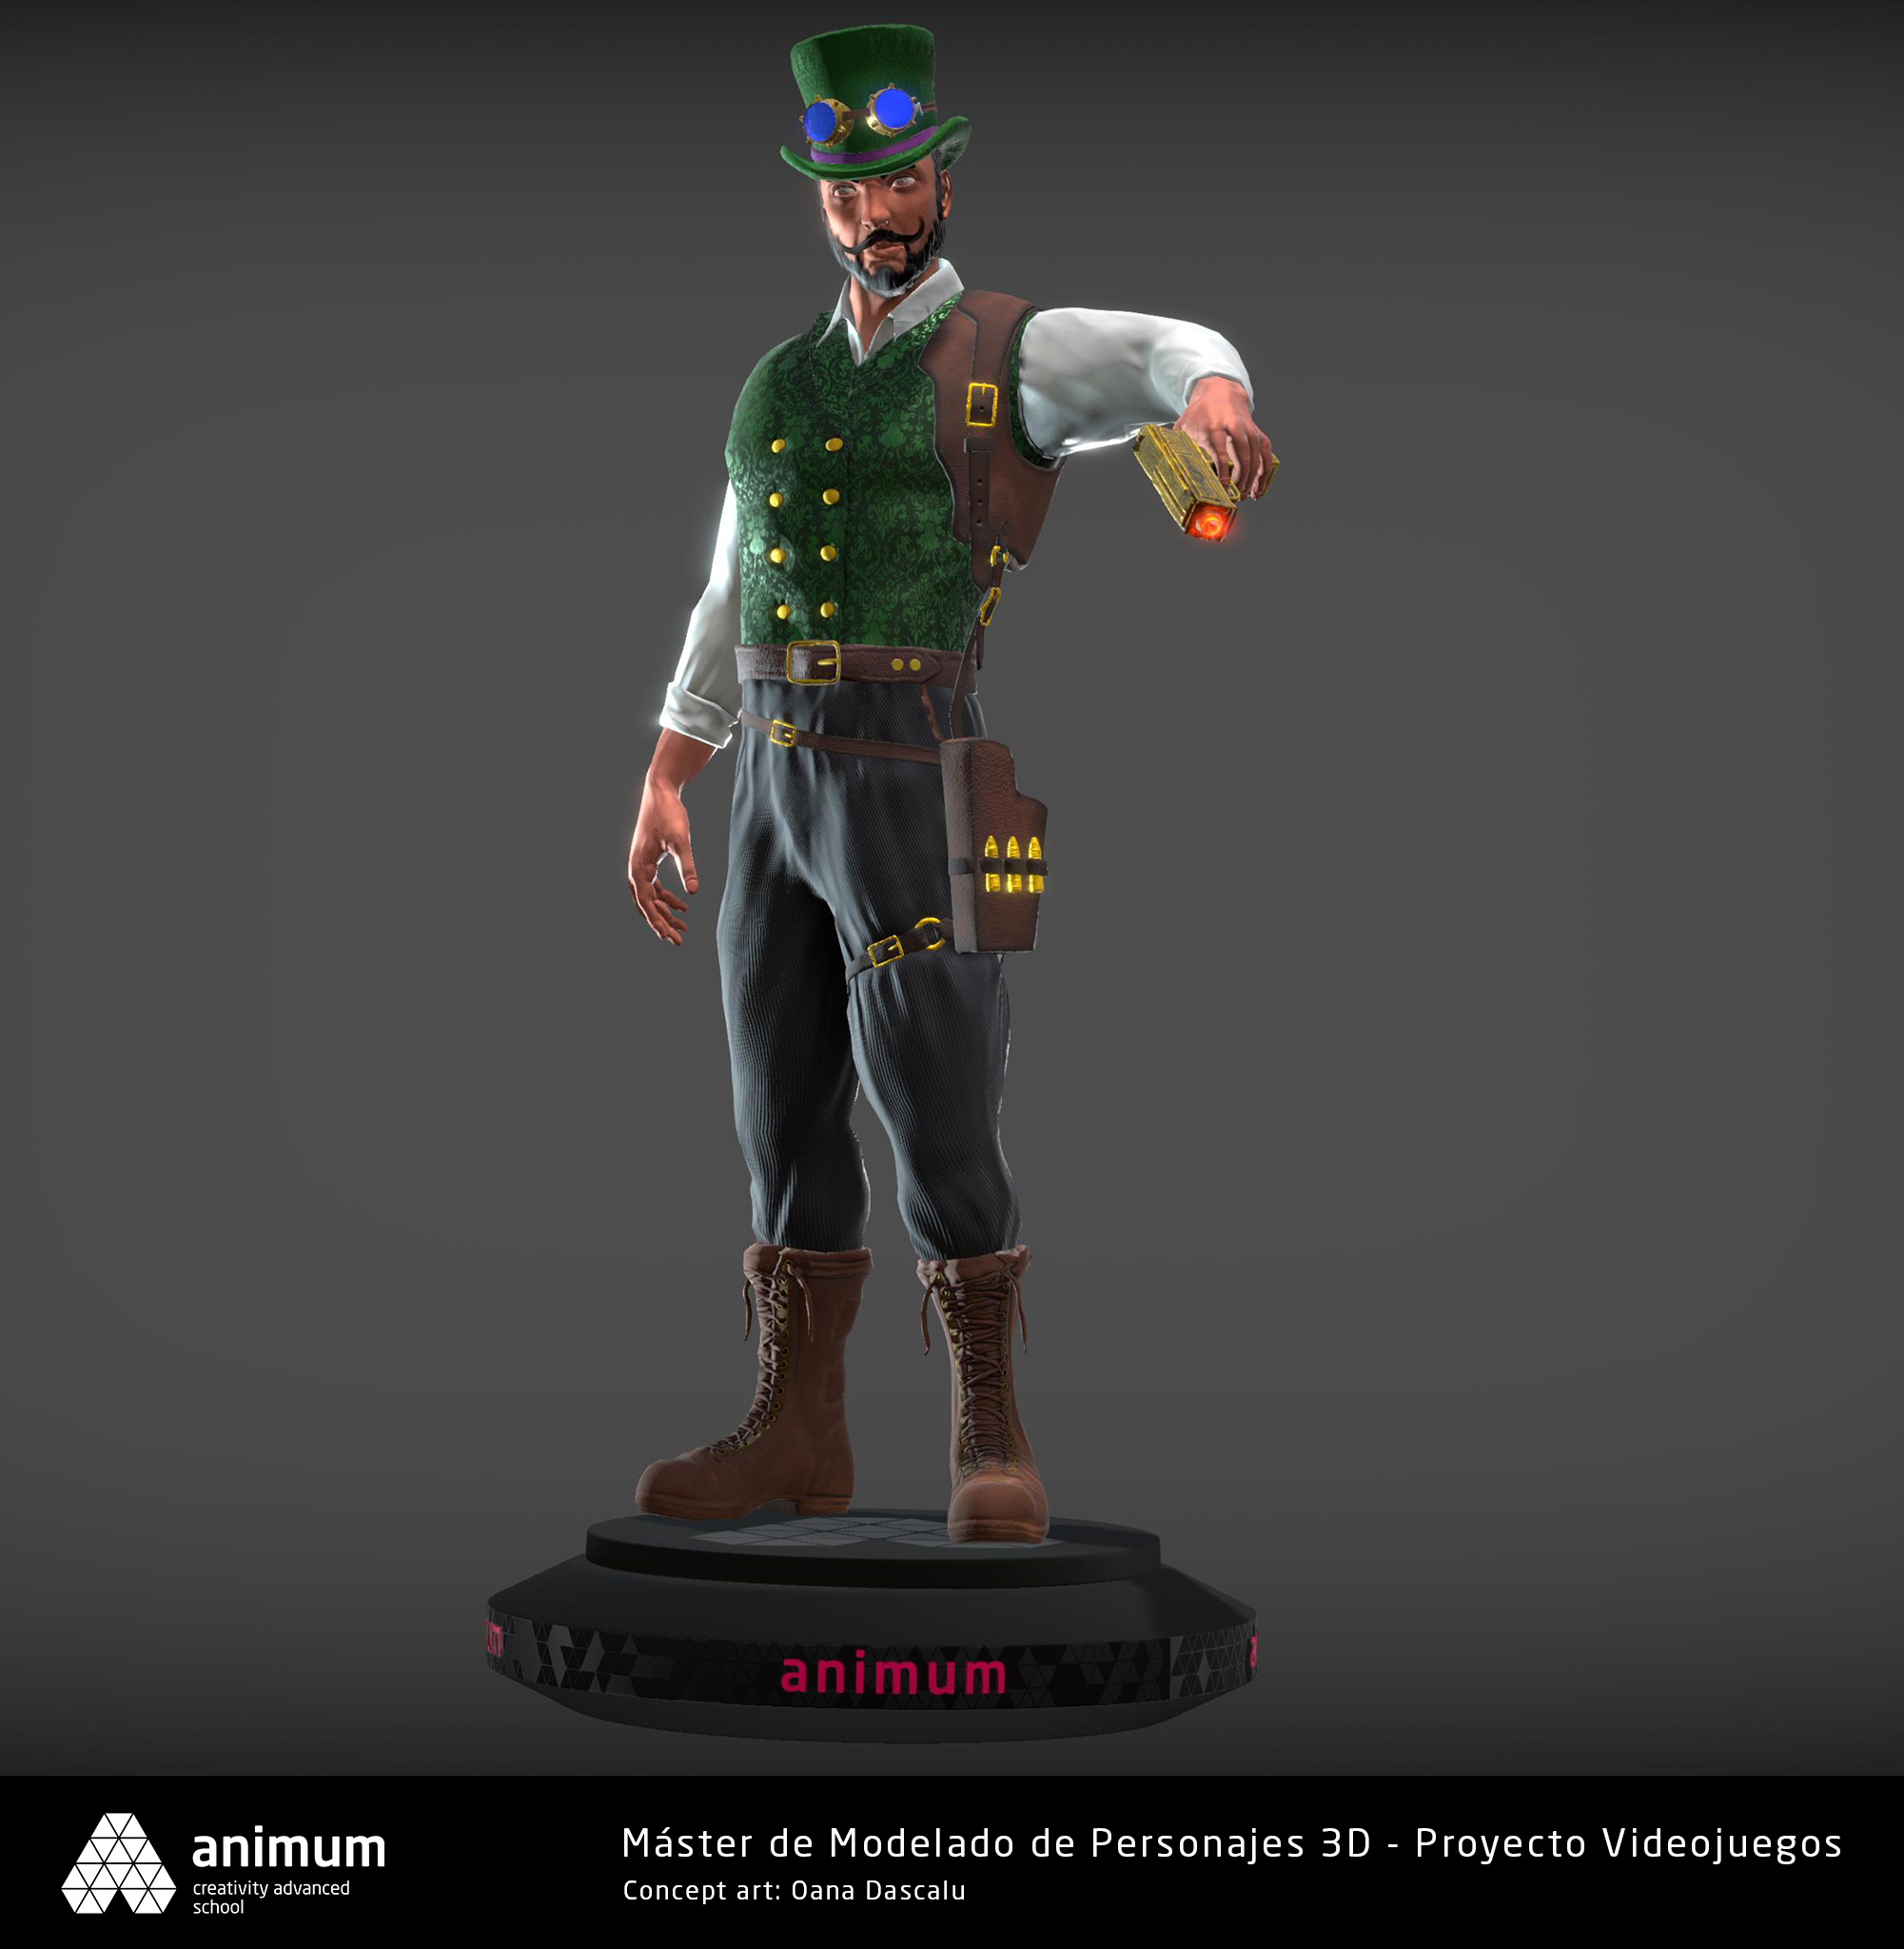 animum
animum
creativity advanced
school
Máster de Modelado de Personajes 3D - Proyecto Videojuegos
Concept art: Oana Dascalu